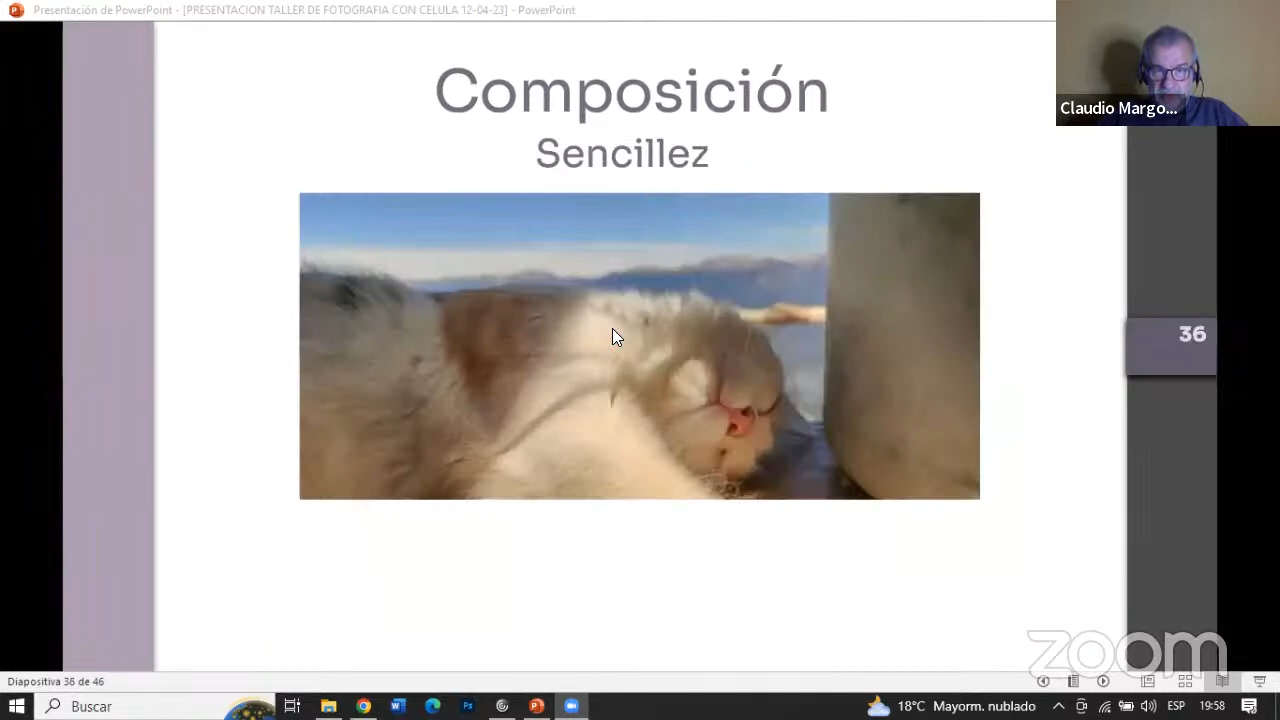 Presentación de PowerPoint - [PRESENTACION TALLER DE FOTOGRAFIA CON CELULA 12-04-23] - PowerPoint
Claudio Margo...
Composición
Sencillez
36
zoom
Diapositiva 36 de 46
Buscar
18°C Mayorm. nublado
ESP
19:58